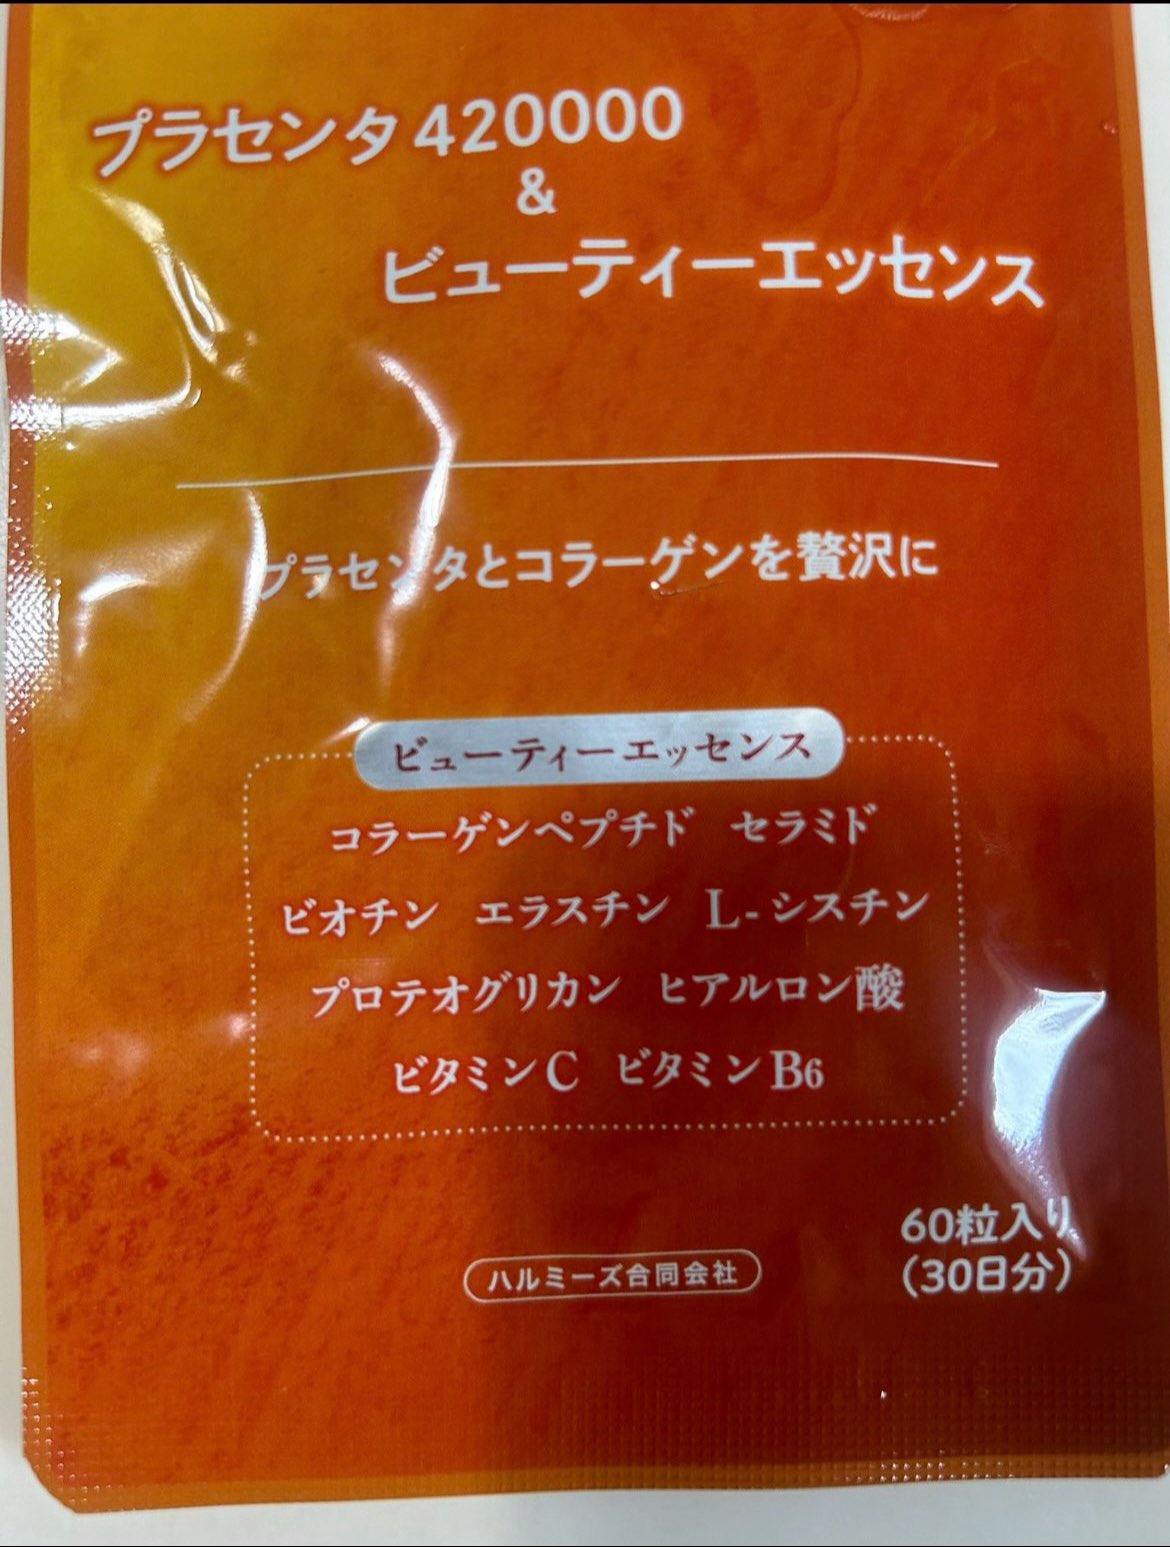 プラセンタ420000
&
ビューティーエッセンス
プラセンタとコラーゲンを贅沢に
ビューティーエッセンス
コラーゲンペプチド セラミド
ビオチン エラスチン L-シスチン
プロテオグリカン ヒアルロン酸
ビタミンC ビタミンB6
60粒入り
(30日分)
ハルミーズ合同会社